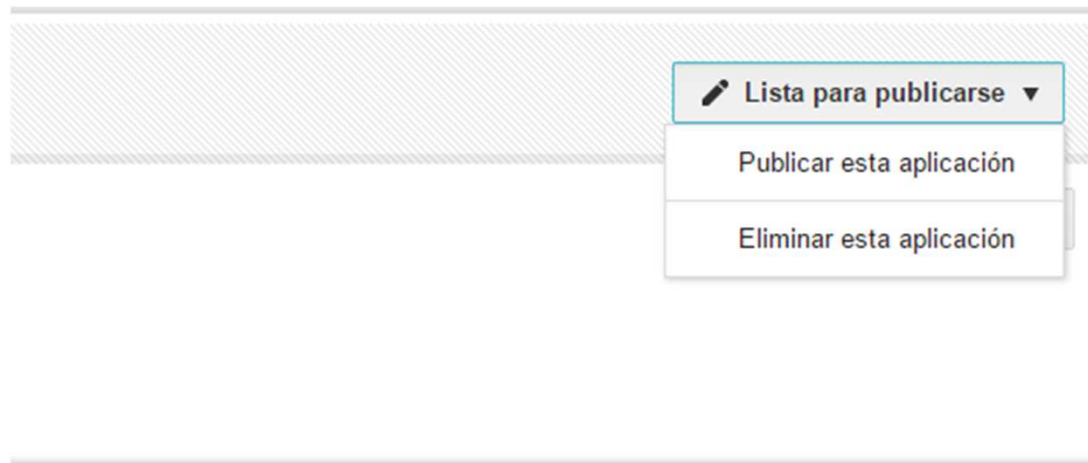 Lista para publicarse
Publicar esta aplicación
Eliminar esta aplicación